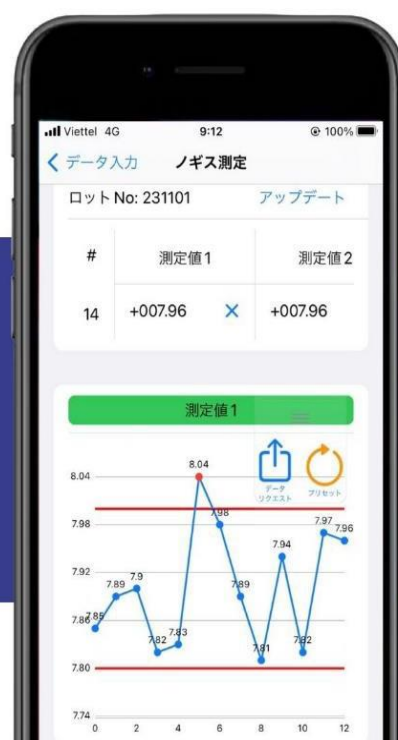 Viettel 4G 9:12 100%
データ入力 ノギス測定
ロット No: 231101 アップデート
# 測定値1 測定値2
14 +007.96 × +007.96
測定値1
データ
リクエスト
プリセット
8.04
7.98
7.92
7.86
7.80
7.74
7.85
7.89
7.9
7.82
7.83
8.04
7.98
7.89
7.81
7.94
7.82
7.97
7.96
0 2 4 6 8 10 12